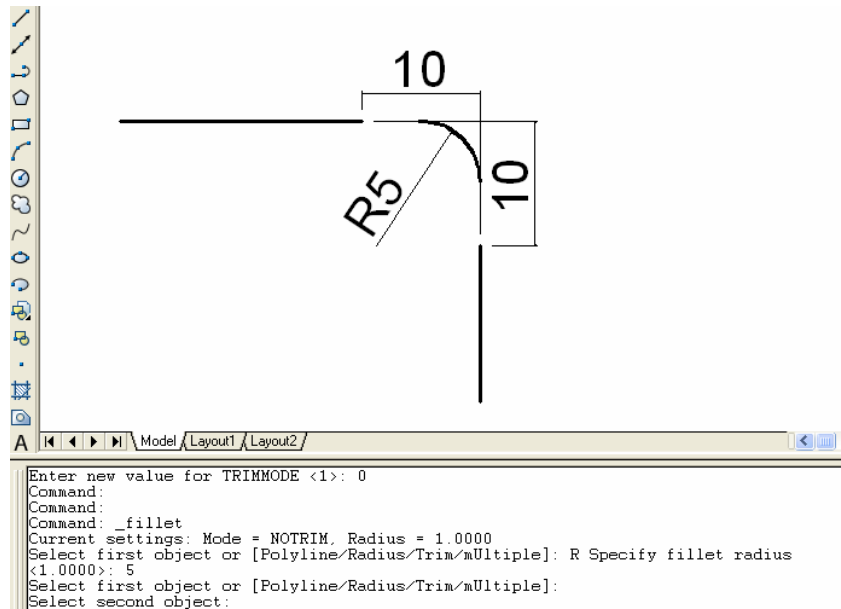 10
R5
10
A
Model Layout1 Layout2
Enter new value for TRIMMODE <1>: 0
Command:
Command:
Command: _fillet
Current settings: Mode = NOTRIM, Radius = 1.0000
Select first object or [Polyline/Radius/Trim/mUltiple]: R Specify fillet radius
<1.0000>: 5
Select first object or [Polyline/Radius/Trim/mUltiple]:
Select second object: